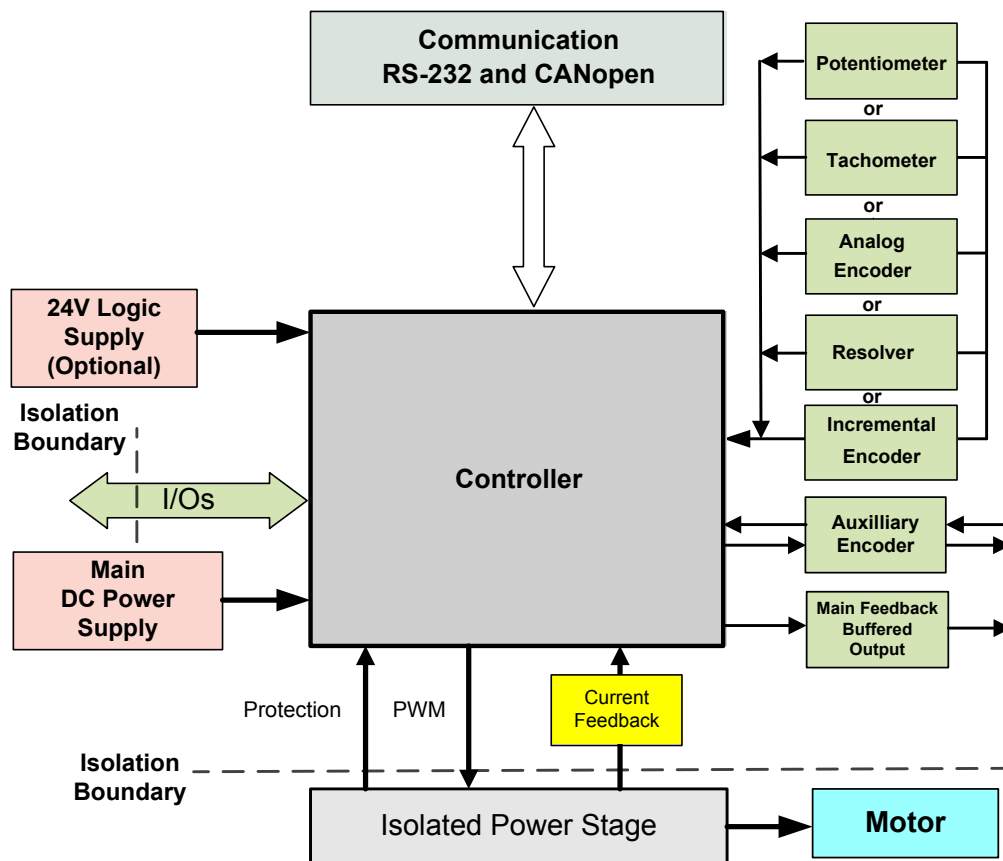 Communication
RS-232 and CANopen
Potentiometer
or
Tachometer
or
Analog
Encoder
or
Resolver
or
Incremental
Encoder
24V Logic
Supply
(Optional)
Isolation
Boundary
I/Os
Controller
Auxilliary
Encoder
Main
DC Power
Supply
Main Feedback
Buffered
Output
Protection
PWM
Current
Feedback
Isolation
Boundary
Isolated Power Stage
Motor